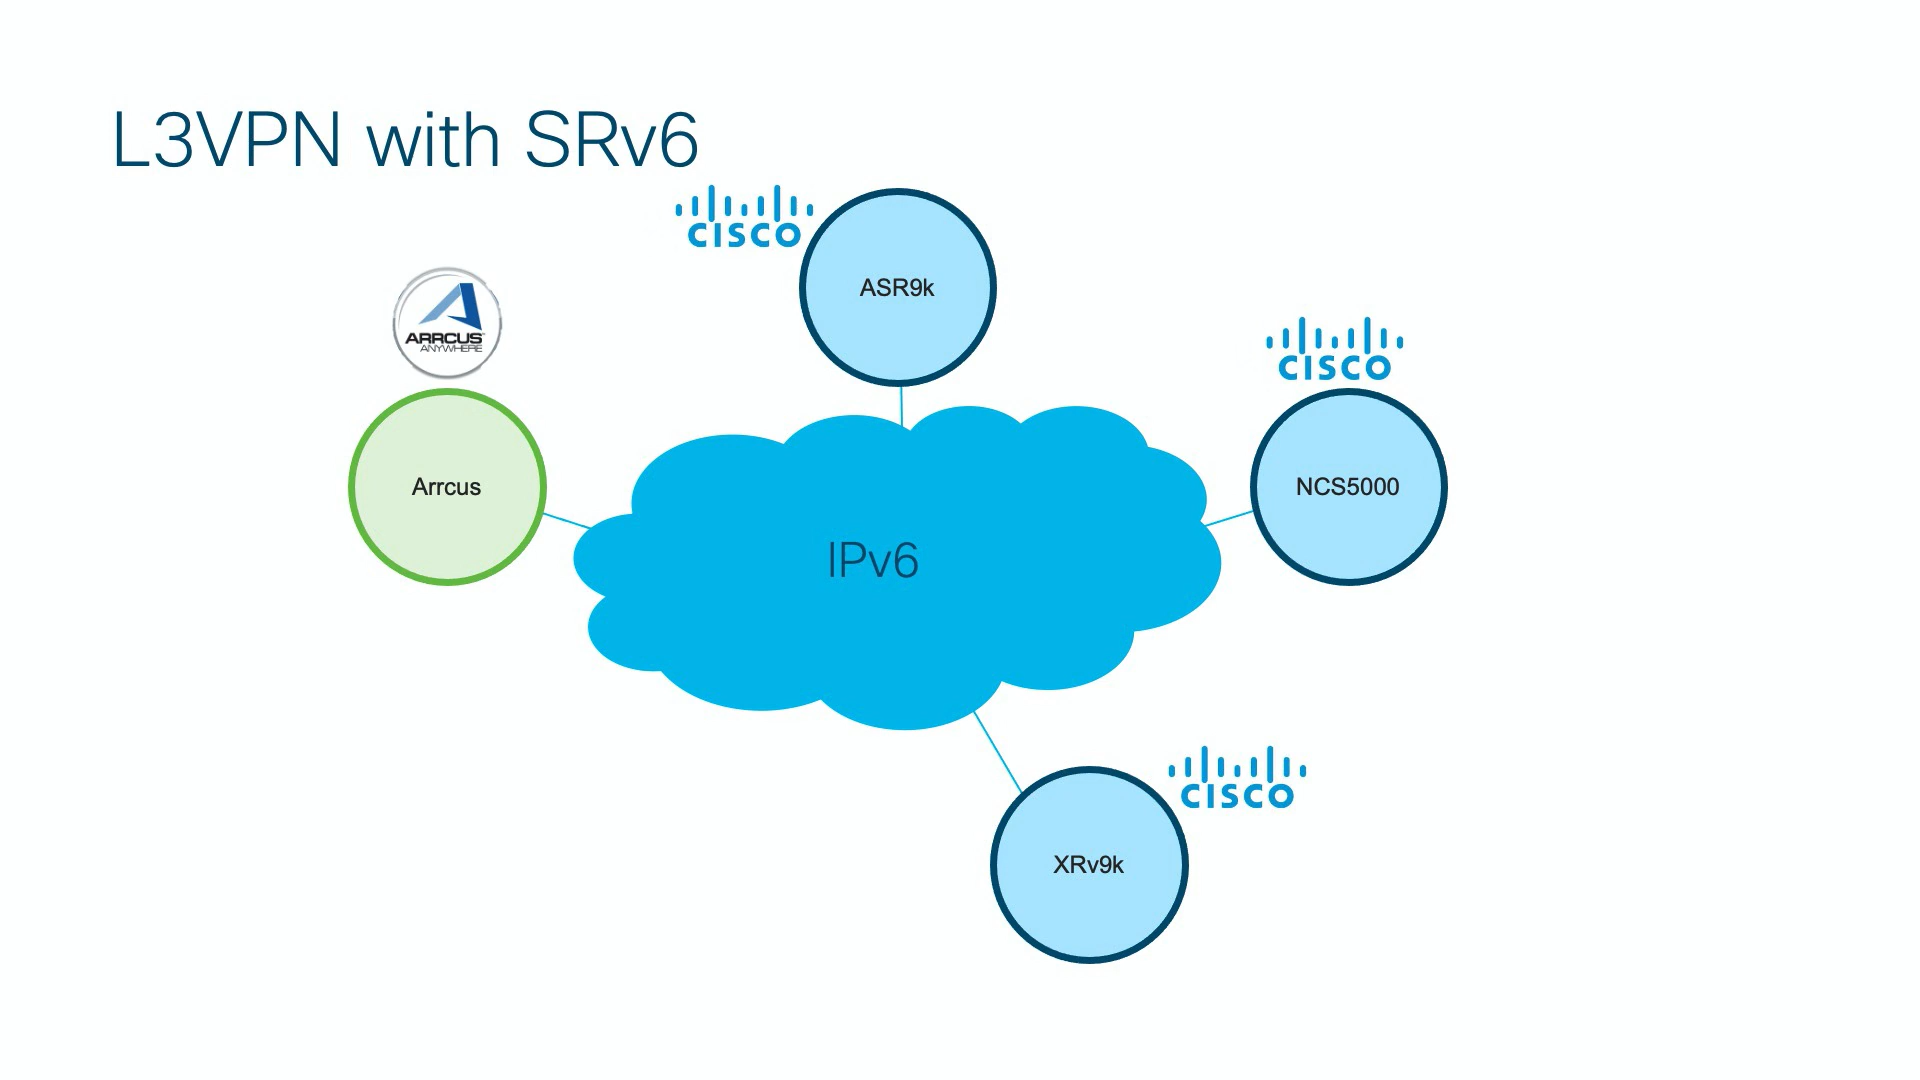 L3VPN with SRv6
CISCO
ASR9k
ARRCUS
ANYWHERE
CISCO
Arrcus
NCS5000
IPv6
CISCO
XRv9k